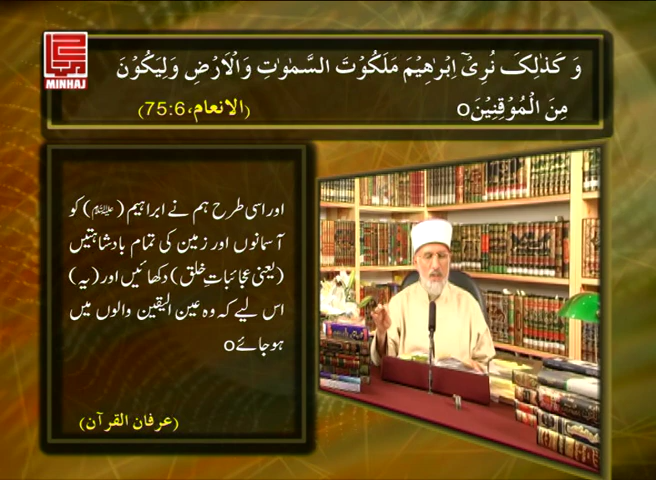 MINHAJ
وَ كَذٰلِكَ نُرِیْۤ اِبْرٰهِیْمَ مَلَكُوْتَ السَّمٰوٰتِ وَالْاَرْضِ وَلِیَكُوْنَ
مِنَ الْمُوْقِنِیْنَo (الانعام،75:6)
اور اسی طرح ہم نے ابراہیم (علیہ السلام) کو
آسمانوں اور زمین کی تمام بادشاہتیں
(یعنی عجائباتِ خلق) دکھائیں اور (یہ)
اس لیے کہ وہ عین الیقین والوں میں
ہوجائےo
(عرفان القرآن)